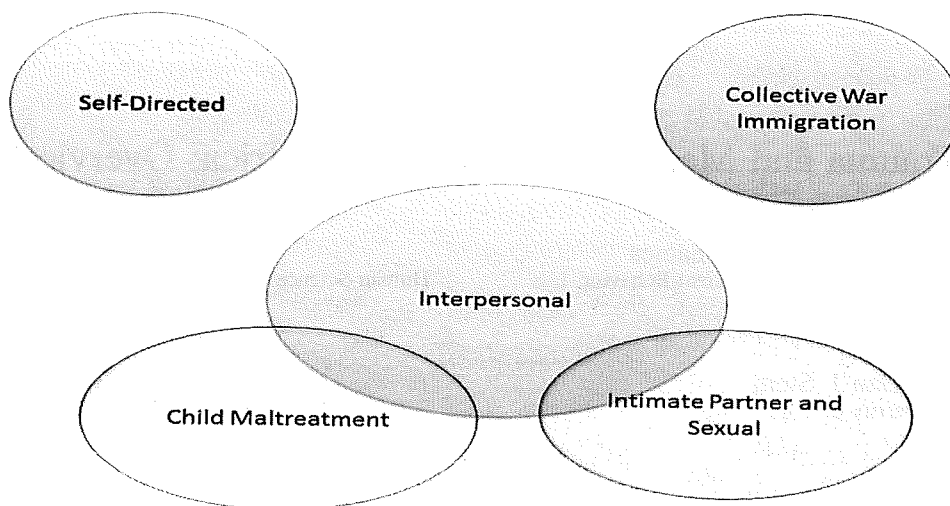 Self-Directed
Collective War
Immigration
Interpersonal
Child Maltreatment
Intimate Partner and
Sexual